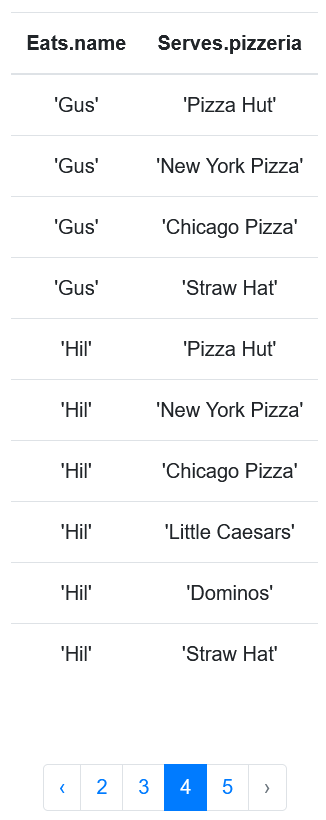 Eats.name Serves.pizzeria
'Gus' 'Pizza Hut'
'Gus' 'New York Pizza'
'Gus' 'Chicago Pizza'
'Gus' 'Straw Hat'
'Hil' 'Pizza Hut'
'Hil' 'New York Pizza'
'Hil' 'Chicago Pizza'
'Hil' 'Little Caesars'
'Hil' 'Dominos'
'Hil' 'Straw Hat'
‹ 2 3 4 5 ›